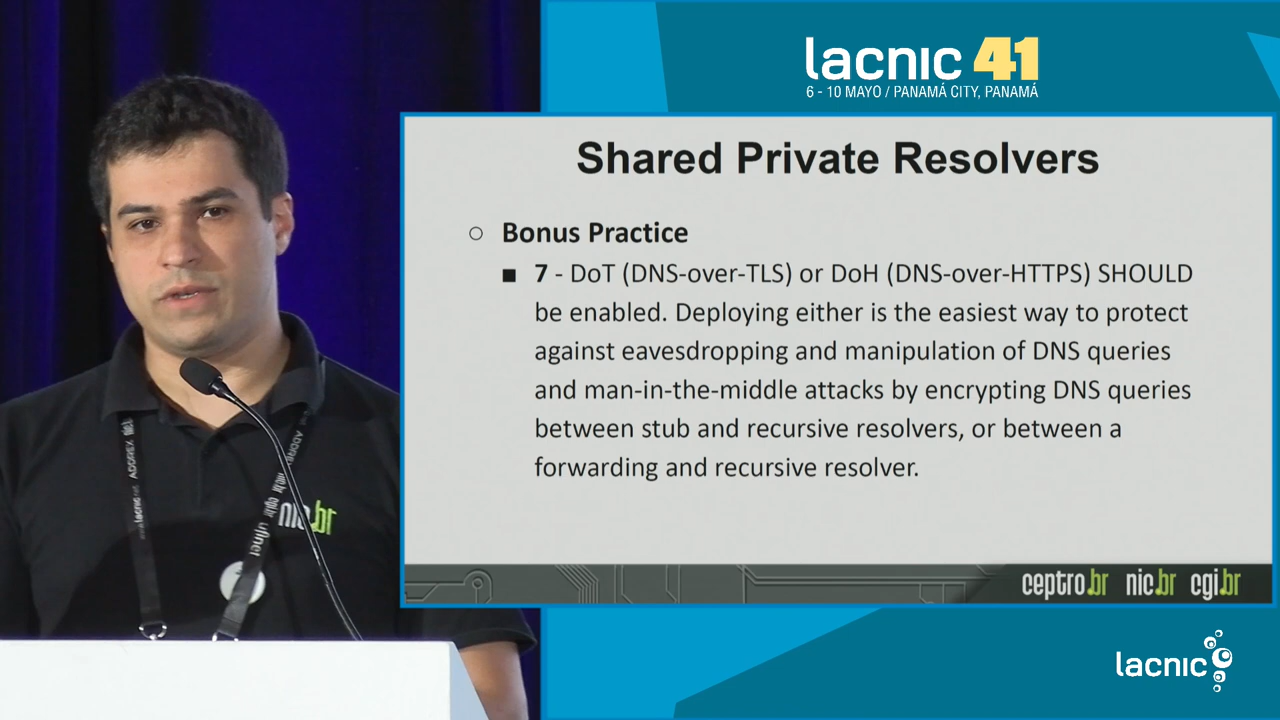 lacnic 41
6 - 10 MAYO / PANAMÁ CITY, PANAMÁ
Shared Private Resolvers
○ Bonus Practice
■ 7 - DoT (DNS-over-TLS) or DoH (DNS-over-HTTPS) SHOULD
be enabled. Deploying either is the easiest way to protect
against eavesdropping and manipulation of DNS queries
and man-in-the-middle attacks by encrypting DNS queries
between stub and recursive resolvers, or between a
forwarding and recursive resolver.
ceptro.br nic.br cgi.br
lacnic
nic.br
ufinet